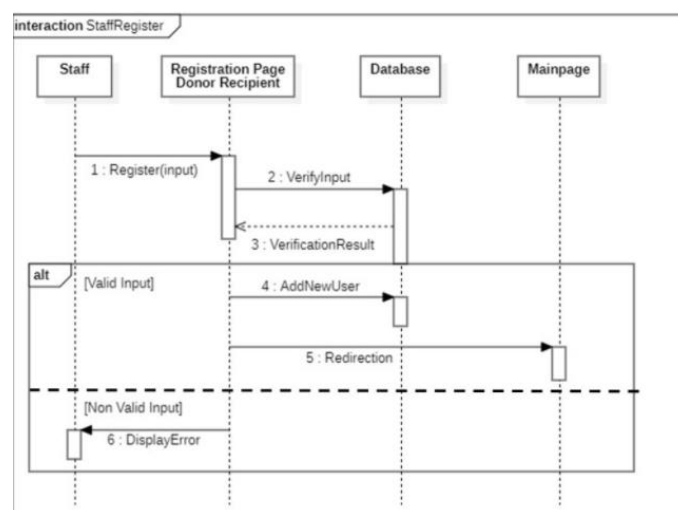 interaction StaffRegister
Staff
Registration Page
Donor Recipient
Database
Mainpage
1 : Register(input)
2 : VerifyInput
3 : VerificationResult
alt
[Valid Input]
4 : AddNewUser
5 : Redirection
[Non Valid Input]
6 : DisplayError